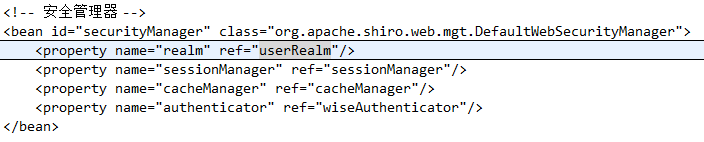 <!-- 安全管理器 -->
<bean id="securityManager" class="org.apache.shiro.web.mgt.DefaultWebSecurityManager">
    <property name="realm" ref="userRealm"/>
    <property name="sessionManager" ref="sessionManager"/>
    <property name="cacheManager" ref="cacheManager"/>
    <property name="authenticator" ref="wiseAuthenticator"/>
</bean>